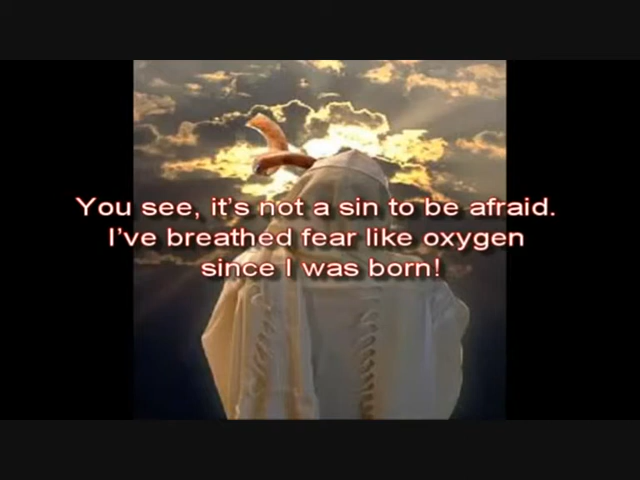 You see, it's not a sin to be afraid.
I've breathed fear like oxygen
since I was born!